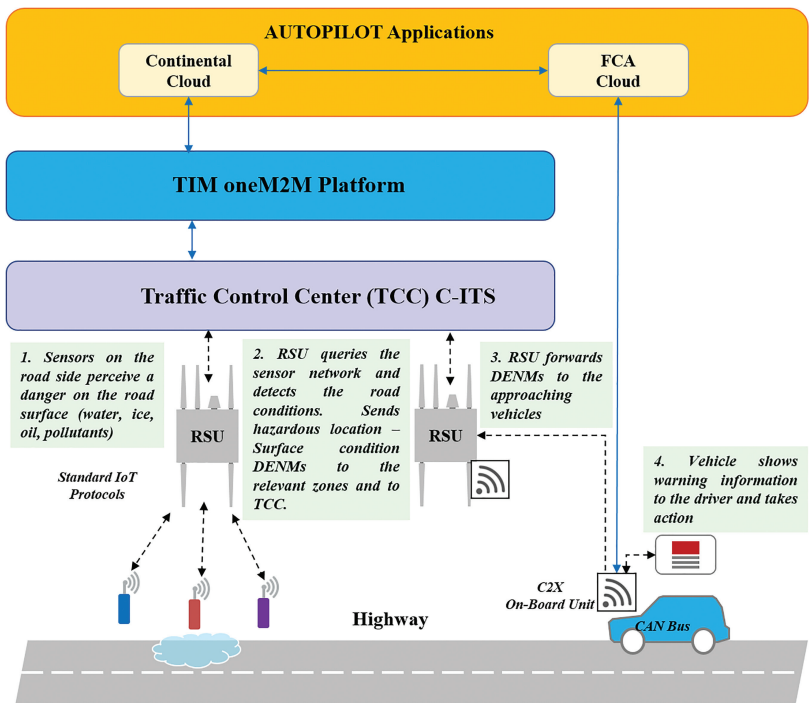 AUTOPILOT Applications
Continental
Cloud
FCA
Cloud
TIM oneM2M Platform
Traffic Control Center (TCC) C-ITS
1. Sensors on the
road side perceive a
danger on the road
surface (water, ice,
oil, pollutants)
RSU
2. RSU queries the
sensor network and
detects the road
conditions. Sends
hazardous location –
Surface condition
DENMs to the
relevant zones and to
TCC.
RSU
3. RSU forwards
DENMs to the
approaching
vehicles
4. Vehicle shows
warning information
to the driver and takes
action
Standard IoT
Protocols
C2X
On-Board Unit
Highway
CAN Bus